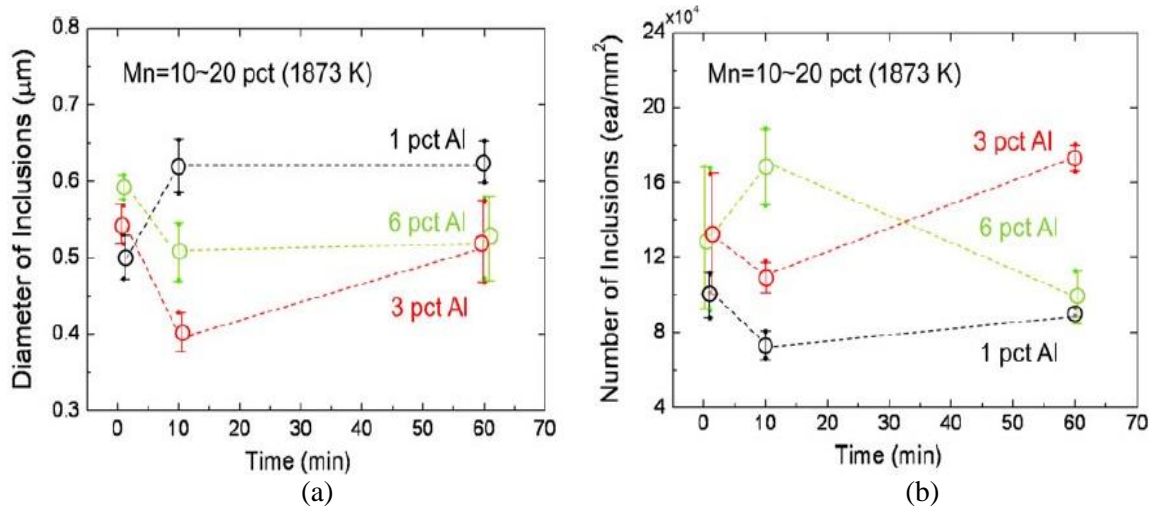 0.8
0.7
0.6
0.5
0.4
0.3
Diameter of Inclusions (μm)
Mn=10~20 pct (1873 K)
1 pct Al
6 pct Al
3 pct Al
0 10 20 30 40 50 60 70
Time (min)
(a)
×10⁴
24
20
16
12
8
4
Number of Inclusions (ea/mm²)
Mn=10~20 pct (1873 K)
3 pct Al
6 pct Al
1 pct Al
0 10 20 30 40 50 60 70
Time (min)
(b)